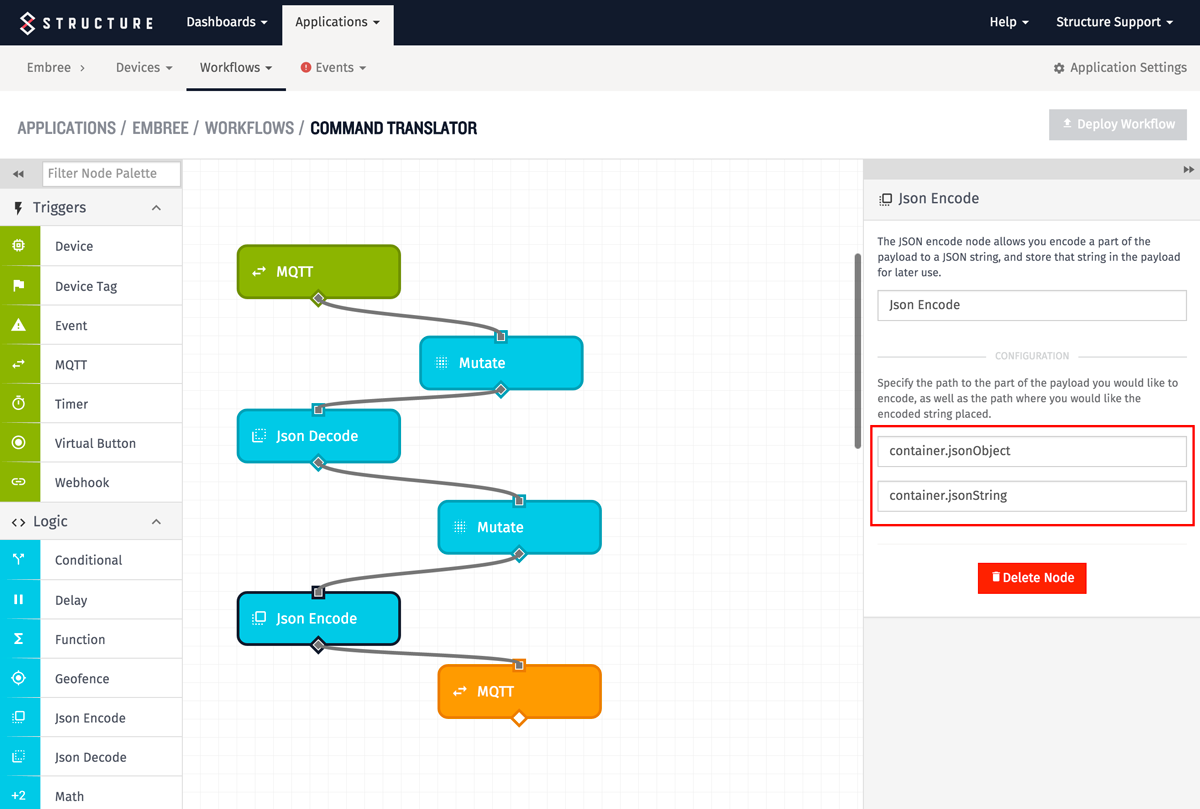 STRUCTURE Dashboards Applications Help Structure Support
Embree Devices Workflows Events Application Settings
APPLICATIONS / EMBREE / WORKFLOWS / COMMAND TRANSLATOR
Deploy Workflow
Filter Node Palette
Triggers
Device
Device Tag
Event
MQTT
Timer
Virtual Button
Webhook
Logic
Conditional
Delay
Function
Geofence
Json Encode
Json Decode
+2 Math
MQTT
Mutate
Json Decode
Mutate
Json Encode
MQTT
Json Encode
The JSON encode node allows you encode a part of the
payload to a JSON string, and store that string in the payload
for later use.
Json Encode
CONFIGURATION
Specify the path to the part of the payload you would like to
encode, as well as the path where you would like the
encoded string placed.
container.jsonObject
container.jsonString
Delete Node